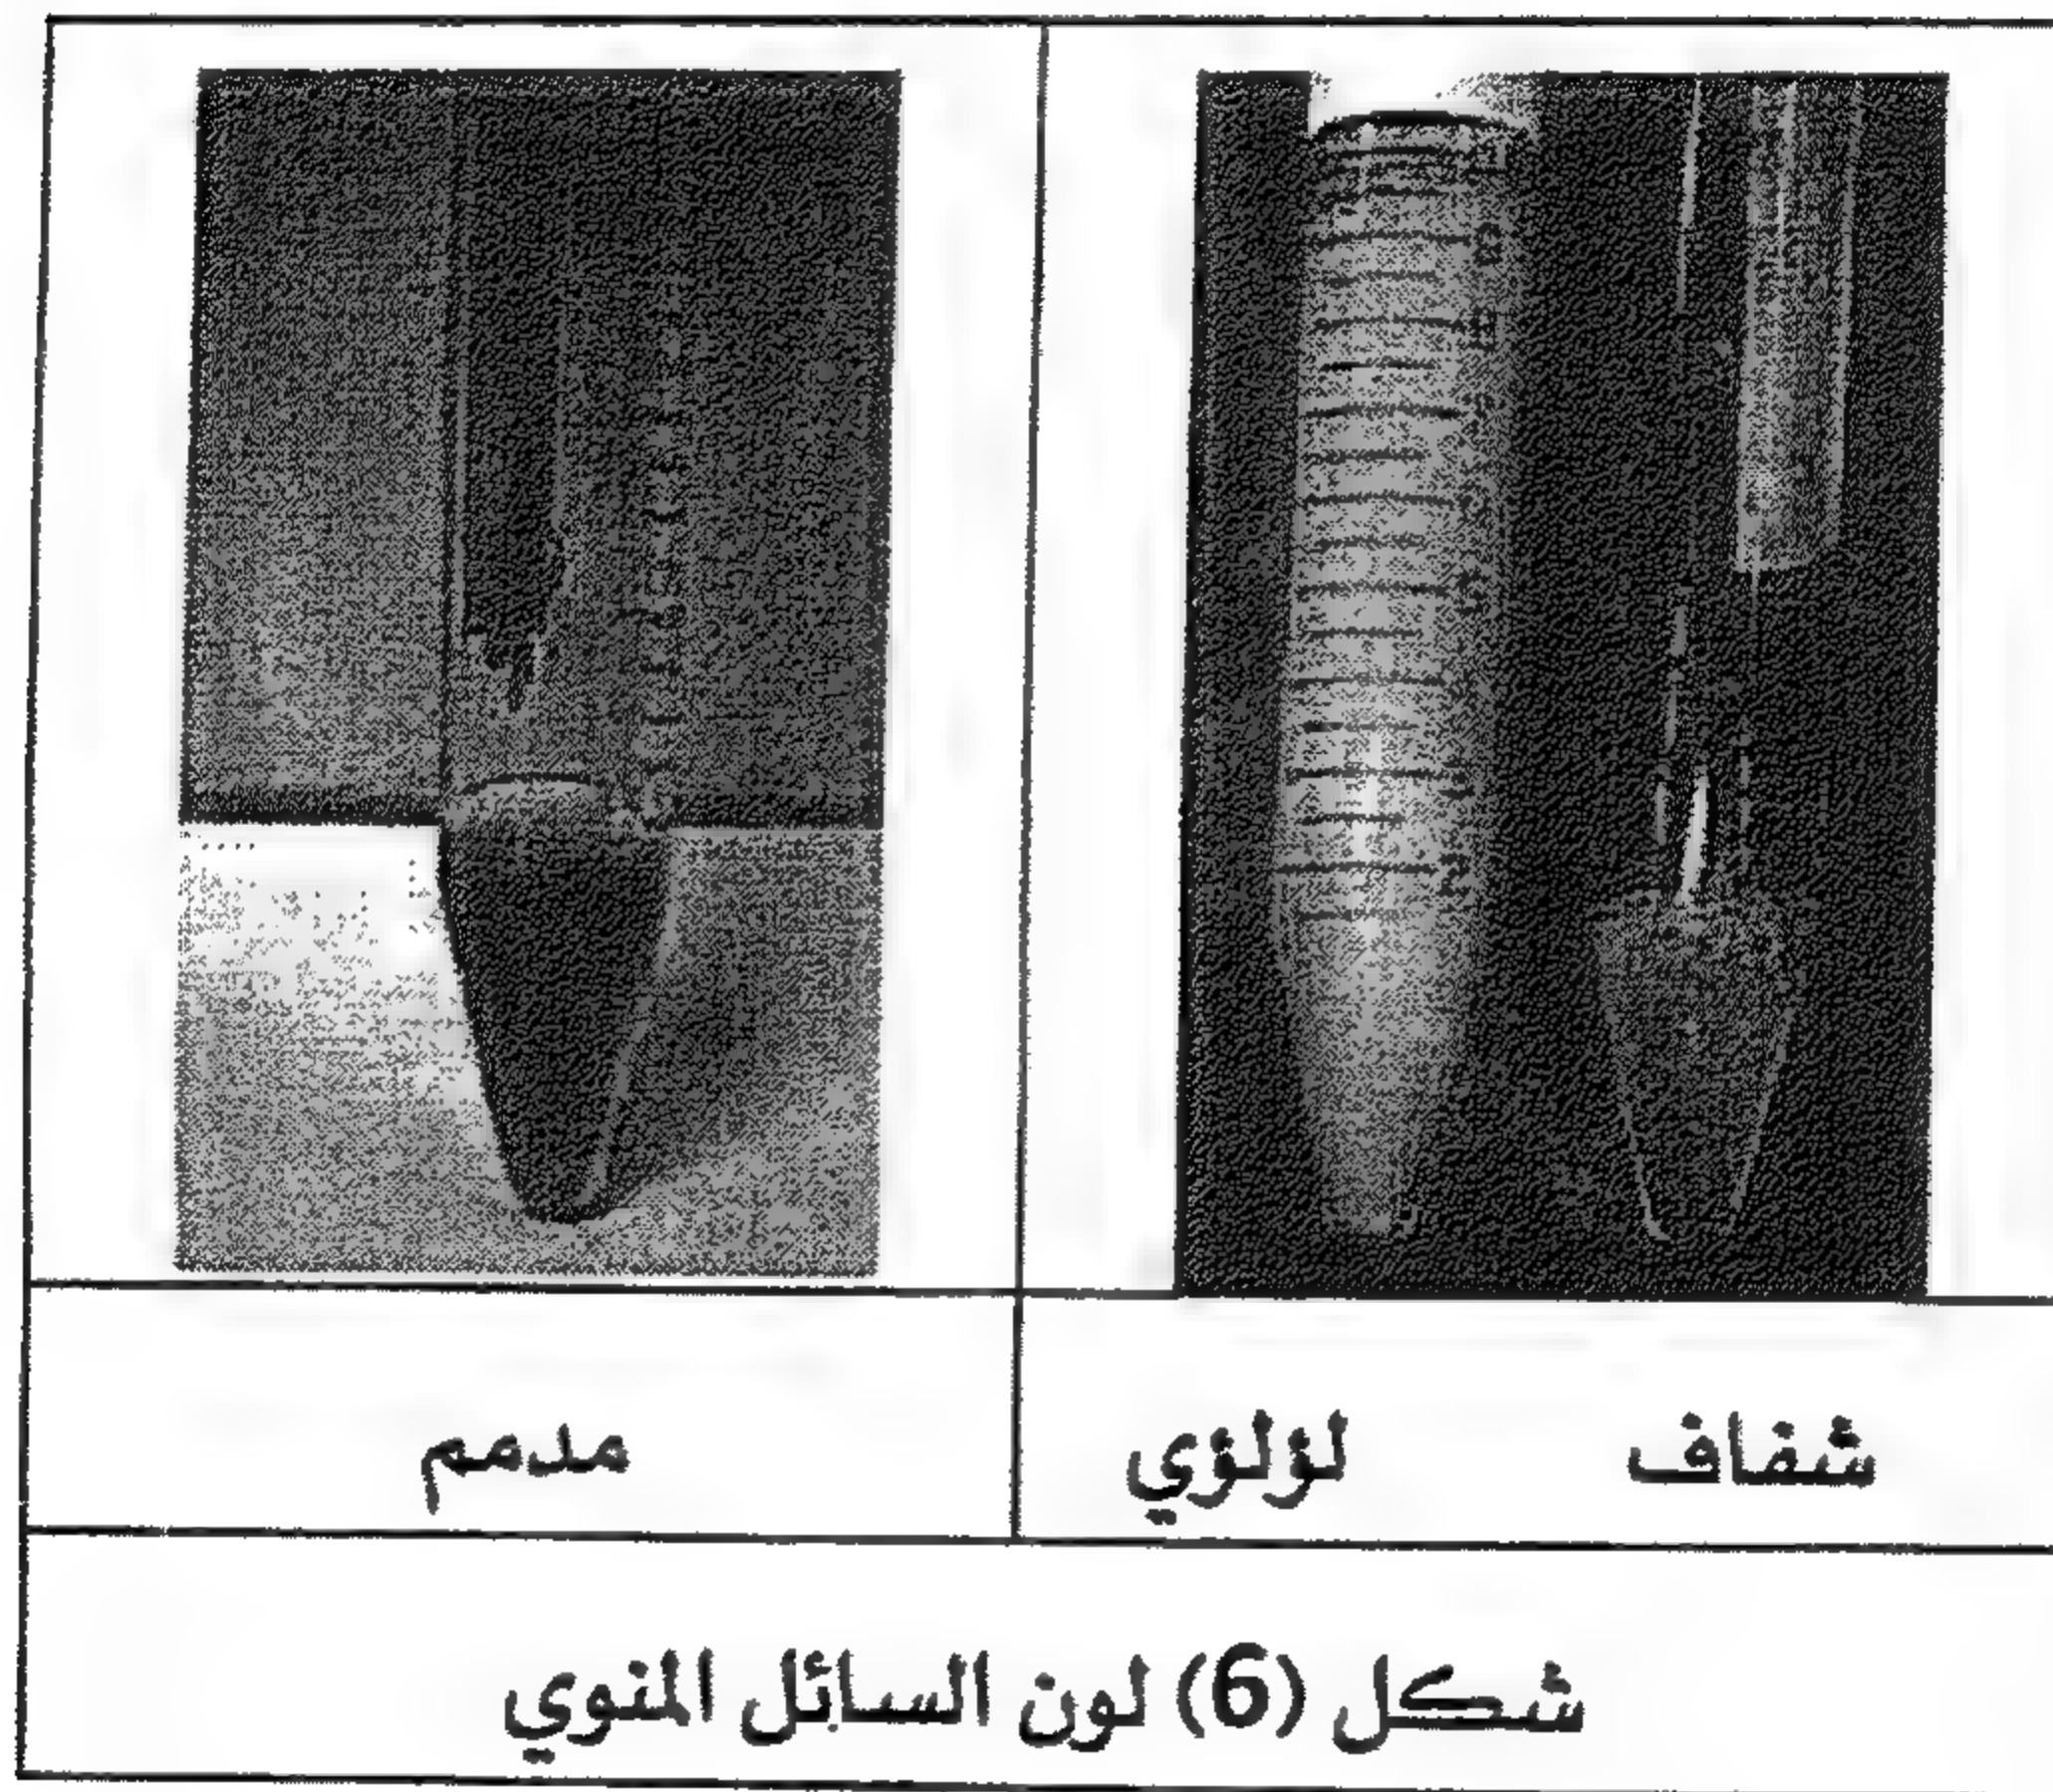 شفاف لؤلؤي
مدمم
شكل (6) لون السائل المنوي